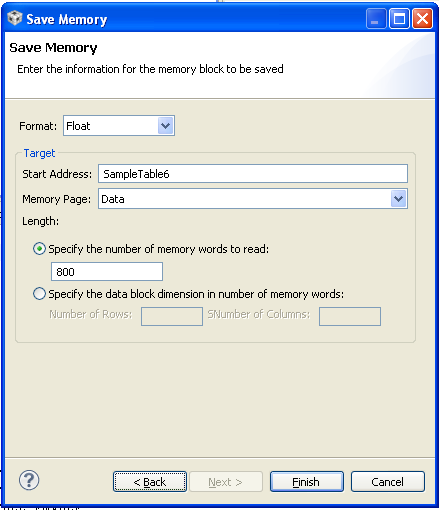 Save Memory
Save Memory
Enter the information for the memory block to be saved
Format: Float
Target
Start Address: SampleTable6
Memory Page: Data
Length:
Specify the number of memory words to read:
800
Specify the data block dimension in number of memory words:
Number of Rows: SNumber of Columns:
? < Back Next > Finish Cancel